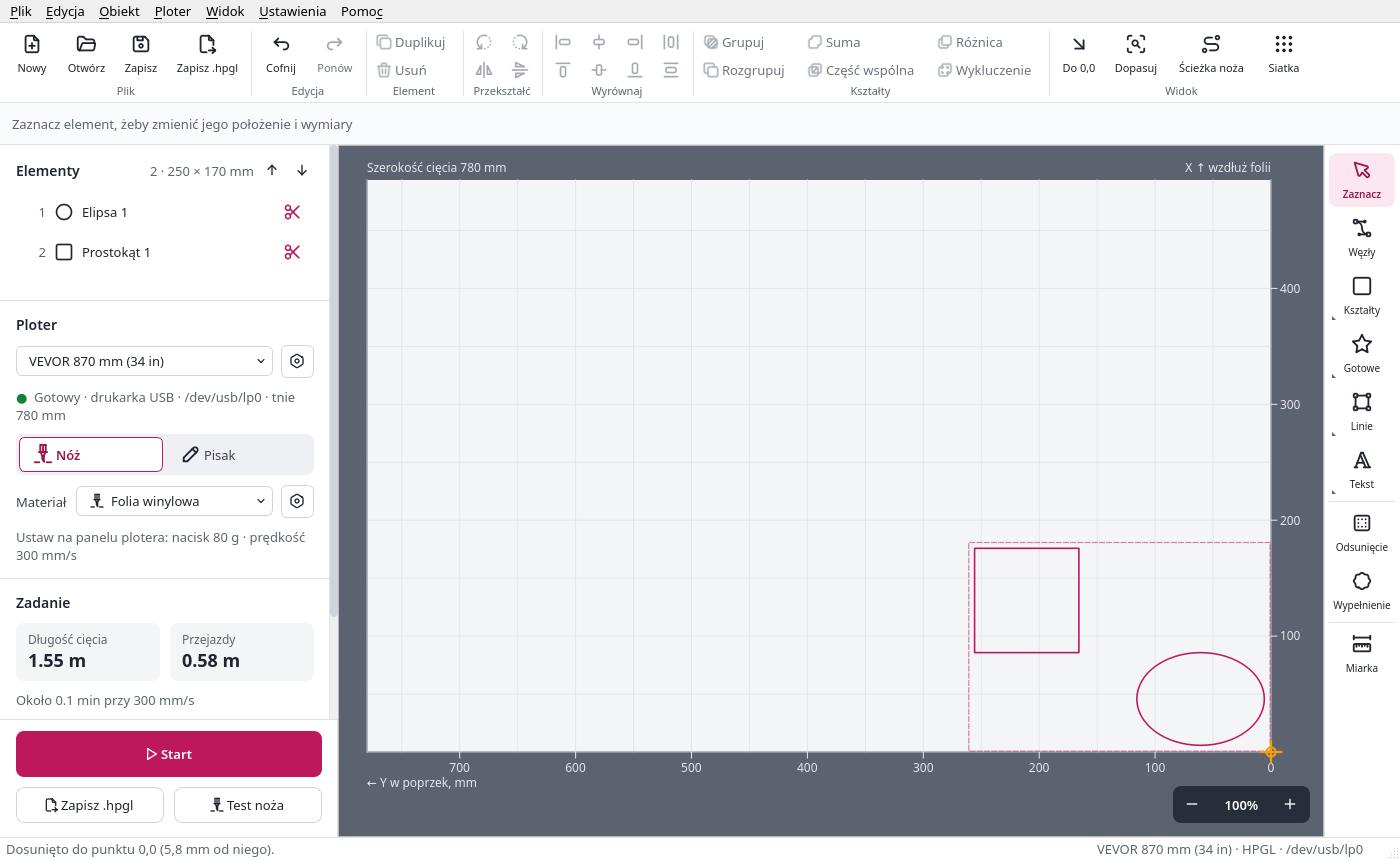 Plik Edycja Obiekt Ploter Widok Ustawienia Pomoc
Nowy Otwórz Zapisz Zapisz .hpgl
Plik
Cofnij Ponów
Edycja
Duplikuj
Usuń
Element
Przekształć
Wyrównaj
Grupuj Suma Różnica
Rozgrupuj Część wspólna Wykluczenie
Kształty
Do 0,0 Dopasuj Ścieżka noża Siatka
Widok
Zaznacz element, żeby zmienić jego położenie i wymiary
Elementy 2 · 250 × 170 mm
1 Elipsa 1
2 Prostokąt 1
Ploter
VEVOR 870 mm (34 in)
Gotowy · drukarka USB · /dev/usb/lp0 · tnie
780 mm
Nóż Pisak
Materiał Folia winylowa
Ustaw na panelu plotera: nacisk 80 g · prędkość
300 mm/s
Zadanie
Długość cięcia
1.55 m
Przejazdy
0.58 m
Około 0.1 min przy 300 mm/s
Start
Zapisz .hpgl Test noża
Szerokość cięcia 780 mm X ↑ wzdłuż folii
400
300
200
100
700 600 500 400 300 200 100 0
← Y w poprzek, mm
100%
Zaznacz
Węzły
Kształty
Gotowe
Linie
Tekst
Odsunięcie
Wypełnienie
Miarka
Dosunięto do punktu 0,0 (5,8 mm od niego). VEVOR 870 mm (34 in) · HPGL · /dev/usb/lp0